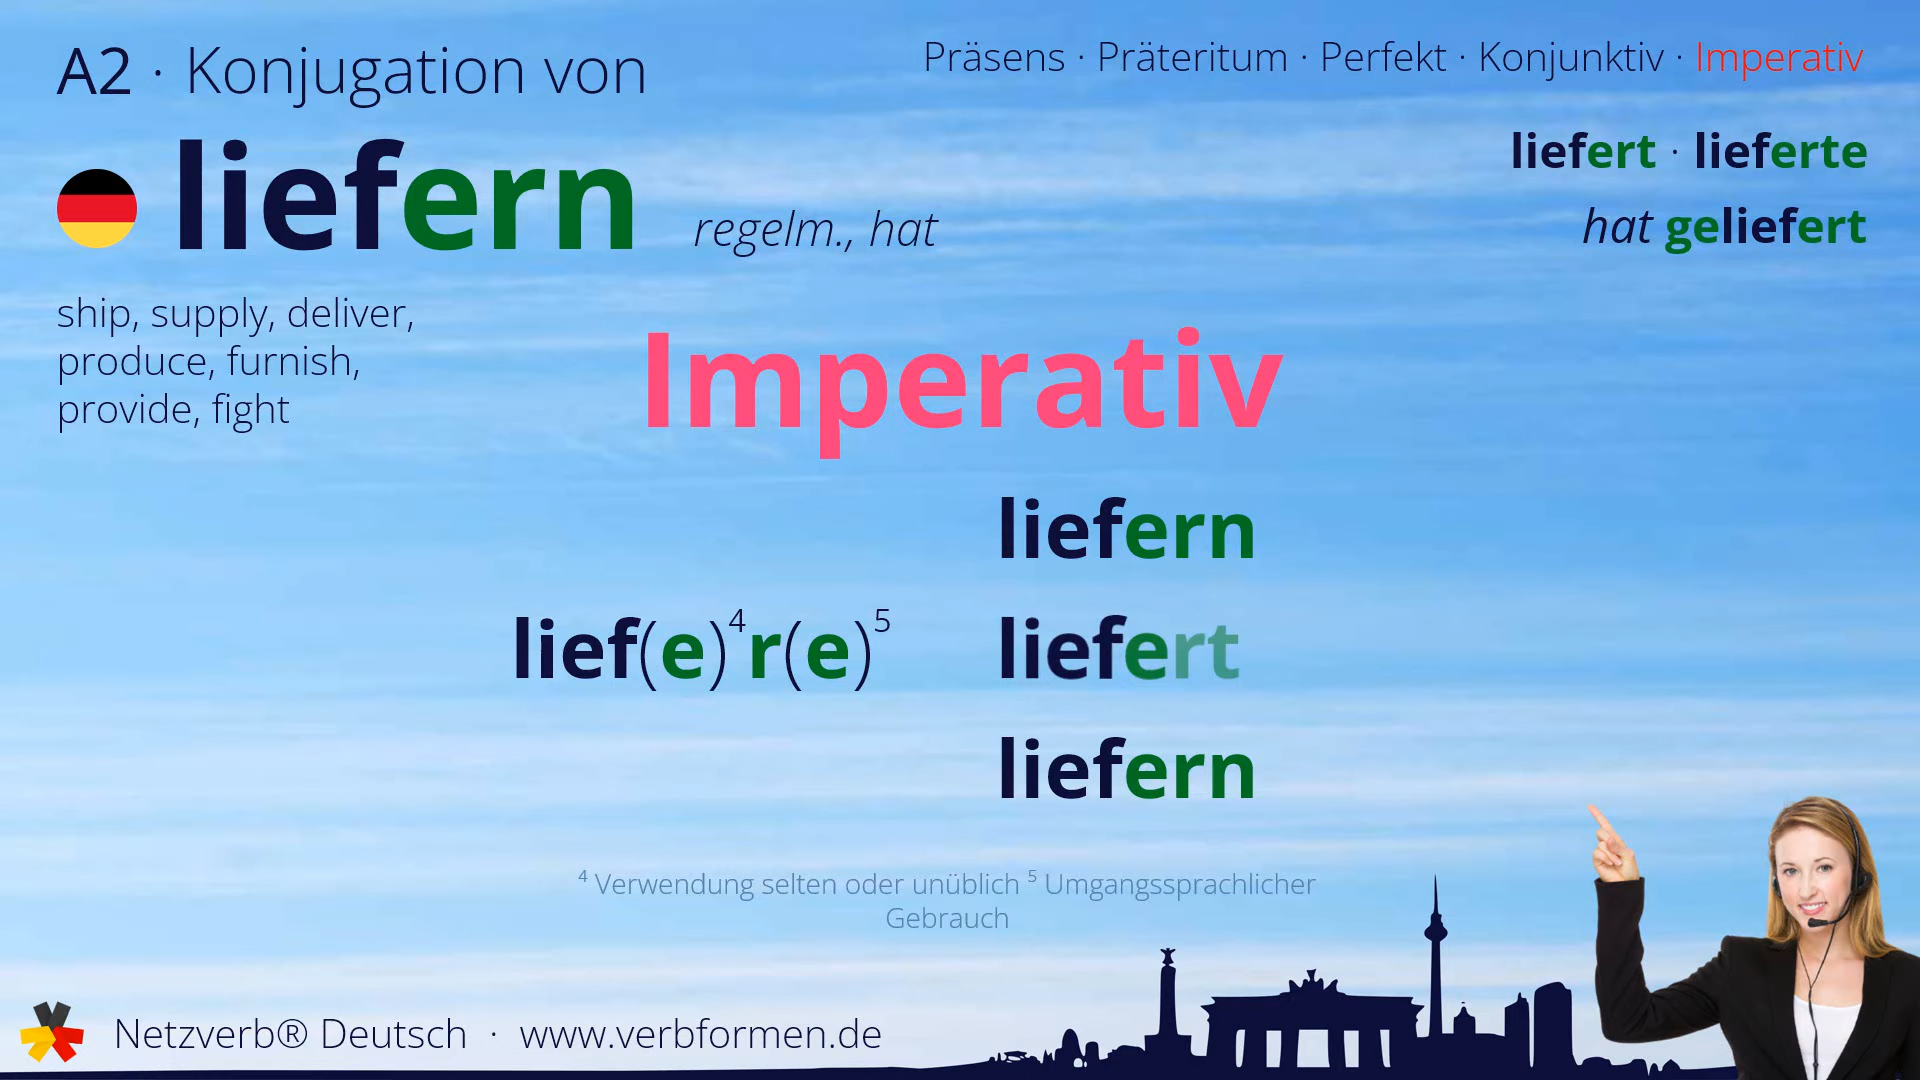 A2 · Konjugation von
Präsens · Präteritum · Perfekt · Konjunktiv · Imperativ
liefern
regelm., hat
liefert · lieferte
hat geliefert
ship, supply, deliver,
produce, furnish,
provide, fight
Imperativ
liefern
lief(e)⁴r(e)⁵ liefert
liefern
⁴ Verwendung selten oder unüblich ⁵ Umgangssprachlicher
Gebrauch
Netzverb® Deutsch · www.verbformen.de